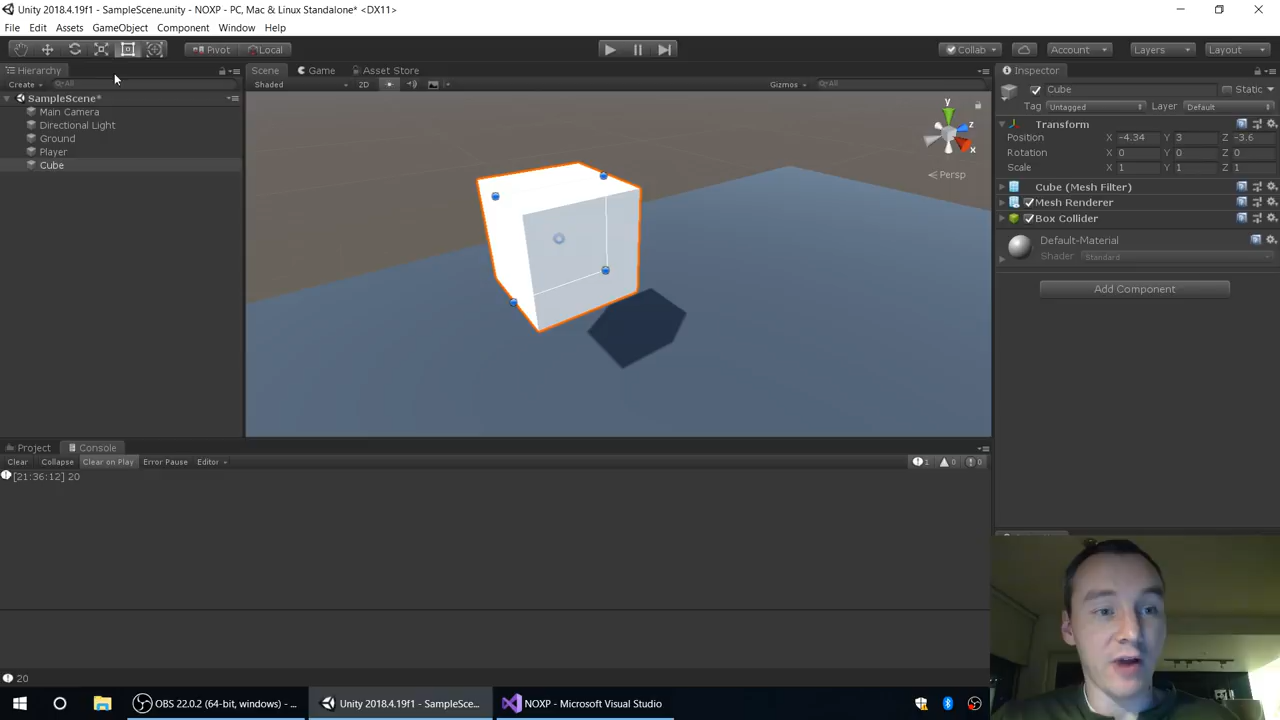 Unity 2018.4.19f1 - SampleScene.unity - NOXP - PC, Mac & Linux Standalone* <DX11>
File Edit Assets GameObject Component Window Help
Pivot Local Collab Account Layers Layout
Hierarchy
Create All
SampleScene*
Main Camera
Directional Light
Ground
Player
Cube
Scene Game Asset Store
Shaded 2D Gizmos All
y
z
x
Persp
Inspector
Cube Static
Tag Untagged Layer Default
Transform
Position X -4.34 Y 3 Z -3.6
Rotation X 0 Y 0 Z 0
Scale X 1 Y 1 Z 1
Cube (Mesh Filter)
Mesh Renderer
Box Collider
Default-Material
Shader Standard
Add Component
Project Console
Clear Collapse Clear on Play Error Pause Editor 1 0 0
[21:36:12] 20
20
OBS 22.0.2 (64-bit, windows) - ... Unity 2018.4.19f1 - SampleSce... NOXP - Microsoft Visual Studio